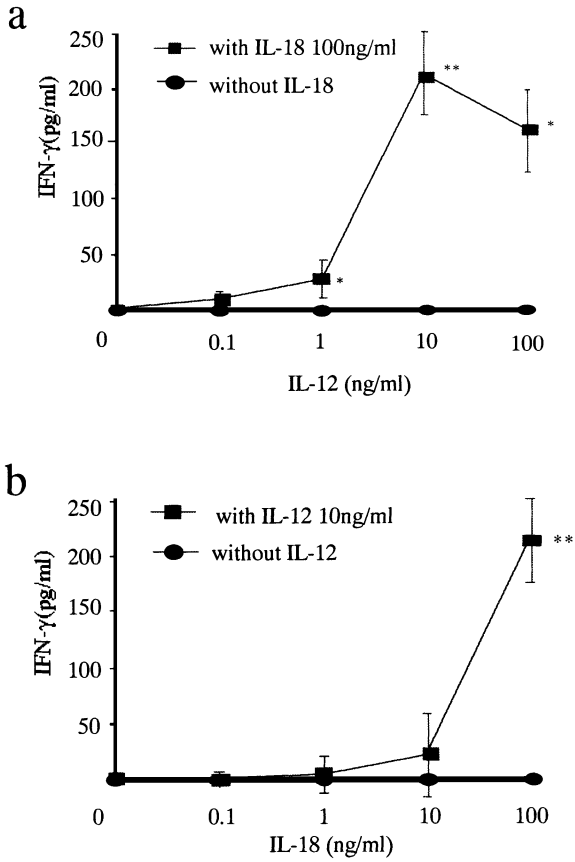 a
IFN-γ(pg/ml)
250
200
150
100
50
with IL-18 100ng/ml
without IL-18
**
*
*
0 0.1 1 10 100
IL-12 (ng/ml)
b
IFN-γ(pg/ml)
250
200
150
100
50
with IL-12 10ng/ml
without IL-12
**
0 0.1 1 10 100
IL-18 (ng/ml)